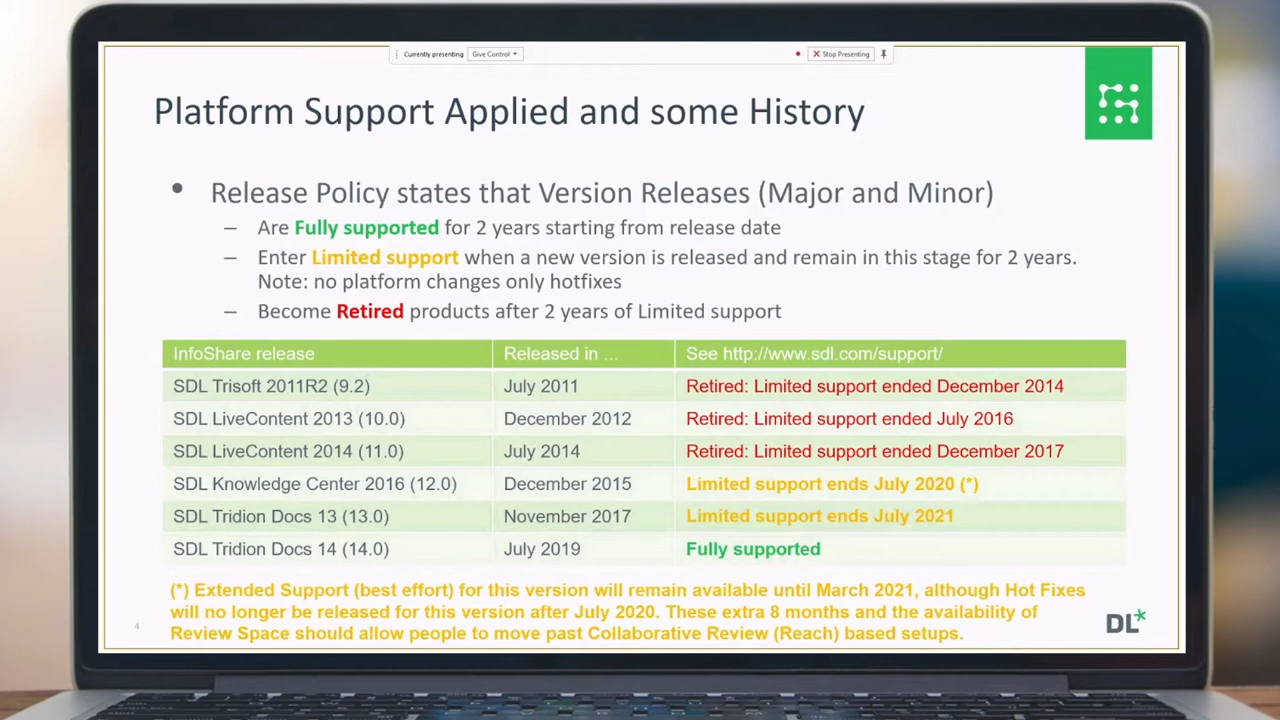 Currently presenting Give Control Stop Presenting
Platform Support Applied and some History
• Release Policy states that Version Releases (Major and Minor)
– Are Fully supported for 2 years starting from release date
– Enter Limited support when a new version is released and remain in this stage for 2 years.
Note: no platform changes only hotfixes
– Become Retired products after 2 years of Limited support
InfoShare release Released in ... See http://www.sdl.com/support/
SDL Trisoft 2011R2 (9.2) July 2011 Retired: Limited support ended December 2014
SDL LiveContent 2013 (10.0) December 2012 Retired: Limited support ended July 2016
SDL LiveContent 2014 (11.0) July 2014 Retired: Limited support ended December 2017
SDL Knowledge Center 2016 (12.0) December 2015 Limited support ends July 2020 (*)
SDL Tridion Docs 13 (13.0) November 2017 Limited support ends July 2021
SDL Tridion Docs 14 (14.0) July 2019 Fully supported
(*) Extended Support (best effort) for this version will remain available until March 2021, although Hot Fixes
will no longer be released for this version after July 2020. These extra 8 months and the availability of
Review Space should allow people to move past Collaborative Review (Reach) based setups.
4
DL*